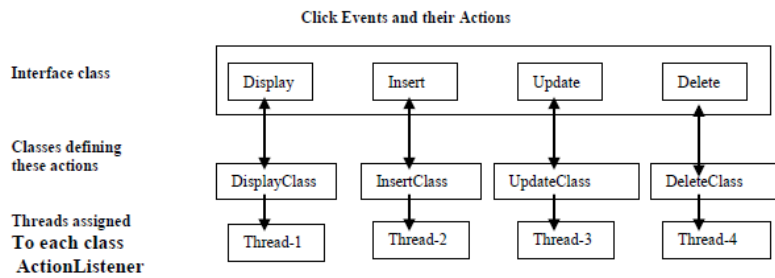 Click Events and their Actions
Interface class
Display Insert Update Delete
Classes defining
these actions
DisplayClass InsertClass UpdateClass DeleteClass
Threads assigned
To each class
ActionListener
Thread-1 Thread-2 Thread-3 Thread-4